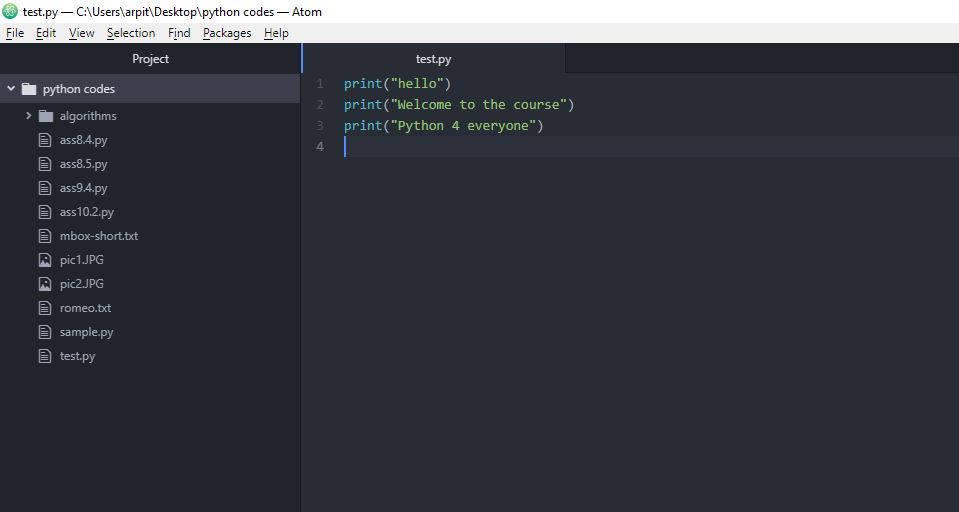 test.py — C:\Users\arpit\Desktop\python codes — Atom
File Edit View Selection Find Packages Help
Project
python codes
algorithms
ass8.4.py
ass8.5.py
ass9.4.py
ass10.2.py
mbox-short.txt
pic1.JPG
pic2.JPG
romeo.txt
sample.py
test.py
test.py
1 print("hello")
2 print("Welcome to the course")
3 print("Python 4 everyone")
4